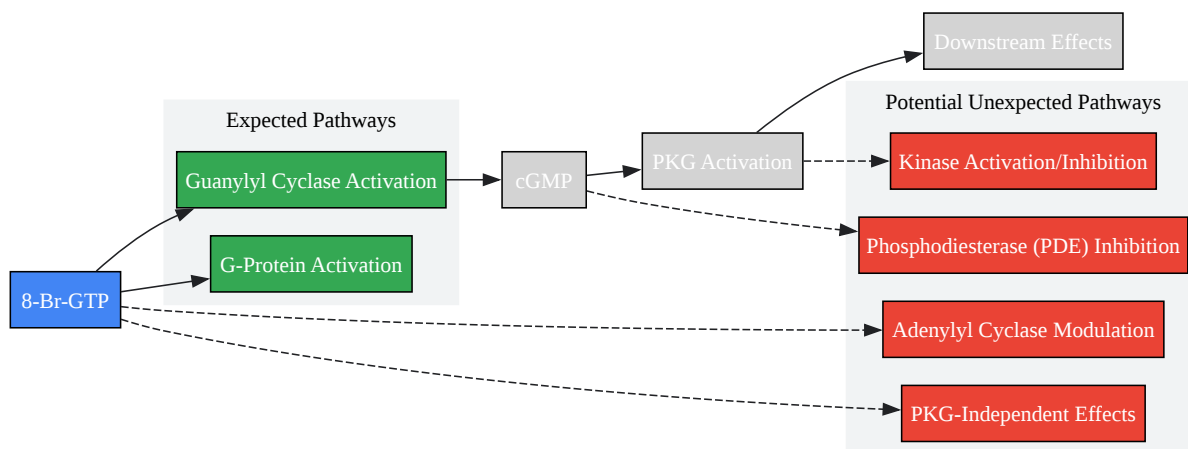 Downstream Effects
Expected Pathways
Potential Unexpected Pathways
Guanylyl Cyclase Activation
cGMP
PKG Activation
Kinase Activation/Inhibition
Phosphodiesterase (PDE) Inhibition
G-Protein Activation
8-Br-GTP
Adenylyl Cyclase Modulation
PKG-Independent Effects